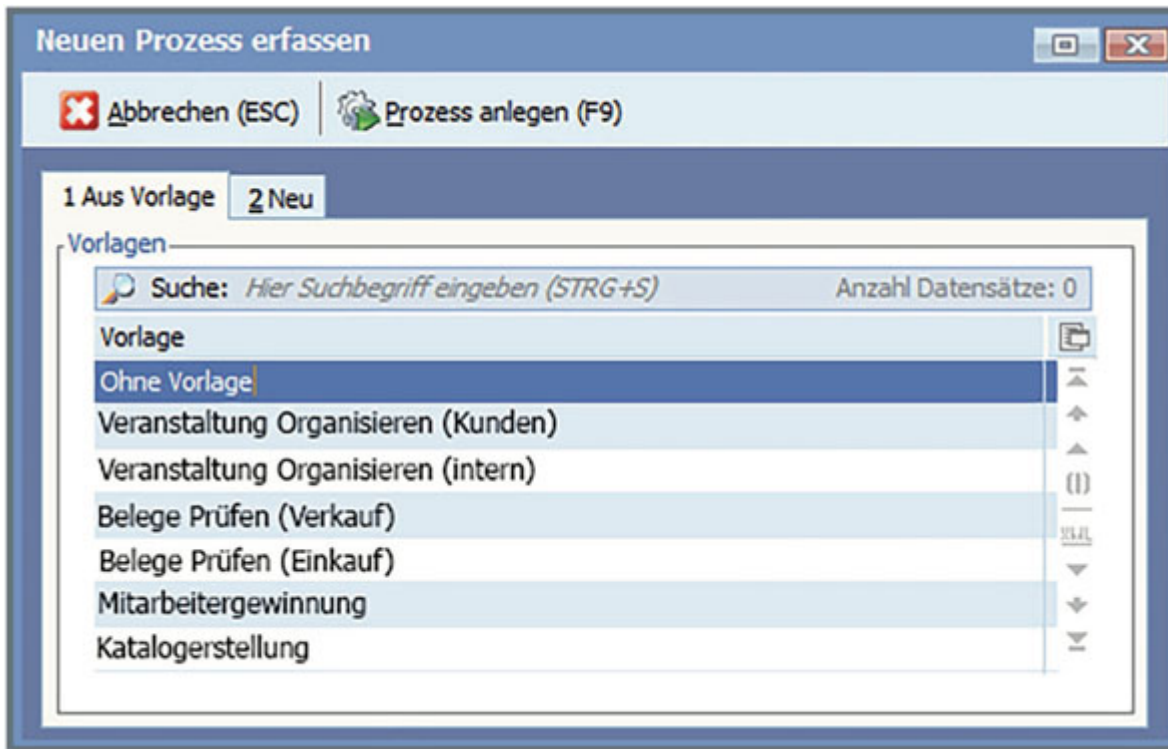 Neuen Prozess erfassen
Abbrechen (ESC) Prozess anlegen (F9)
1 Aus Vorlage 2 Neu
Vorlagen
Suche: Hier Suchbegriff eingeben (STRG+S) Anzahl Datensätze: 0
Vorlage
Ohne Vorlage
Veranstaltung Organisieren (Kunden)
Veranstaltung Organisieren (intern)
Belege Prüfen (Verkauf)
Belege Prüfen (Einkauf)
Mitarbeitergewinnung
Katalogerstellung